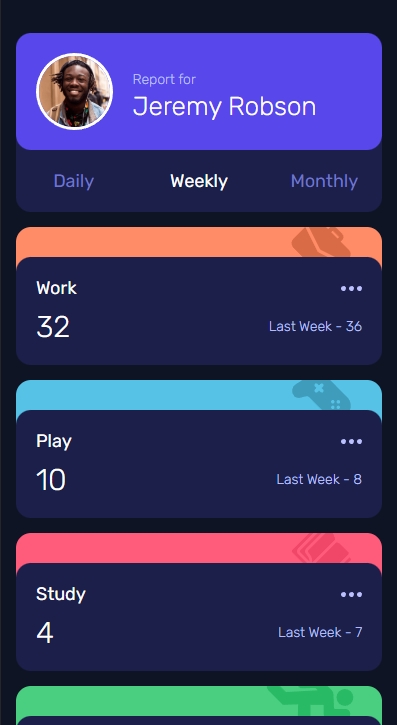 Report for
Jeremy Robson
Daily Weekly Monthly
Work
32 Last Week - 36
Play
10 Last Week - 8
Study
4 Last Week - 7